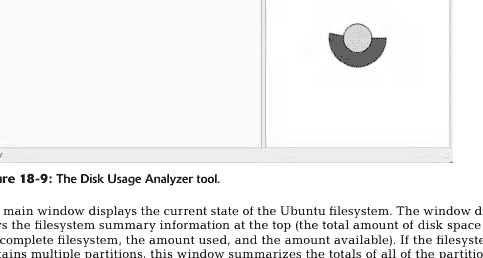 ure 18-9: The Disk Usage Analyzer tool.
main window displays the current state of the Ubuntu filesystem. The window d
s the filesystem summary information at the top (the total amount of disk space
complete filesystem, the amount used, and the amount available). If the filesyste
tains multiple partitions, this window summarizes the totals of all of the partitio